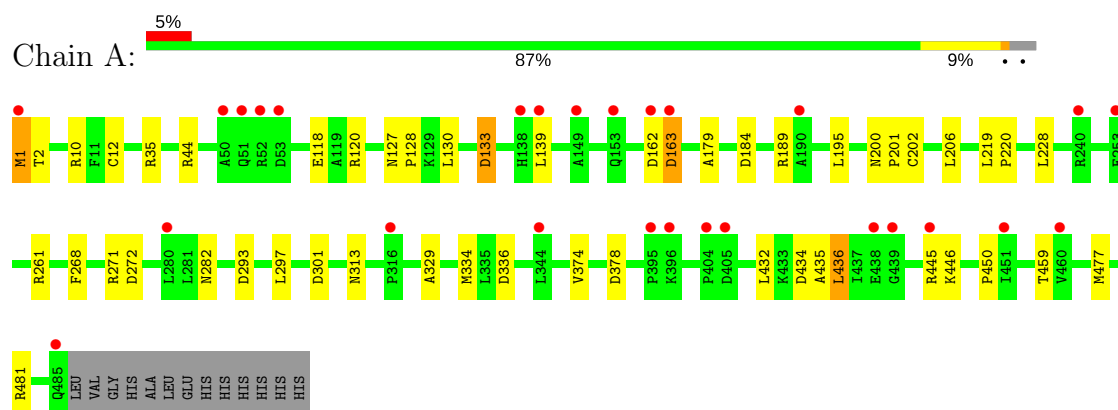 5%
Chain A:
87% 9% • •
M1 T2 R10 F11 C12 R35 R44 A50 Q51 R52 D53 E118 A119 R120 N127 P128 K129 L130 D133 H138 L139 A149 Q153 D162 D163 A179 D184 R189 A190 L195 N200 P201 C202 L206 L219 P220 L228 R240
R261 F268 R271 D272 L280 L281 N282 D293 L297 D301 N313 P316 A329 M334 L335 D336 L344 V374 D378 P395 K396 P404 D405 L432 K433 D434 A435 L436 I437 E438 G439 R445 K446 P450 I451 T459 V460 M477
R481 Q485 LEU VAL GLY HIS ALA LEU GLU HIS HIS HIS HIS HIS HIS